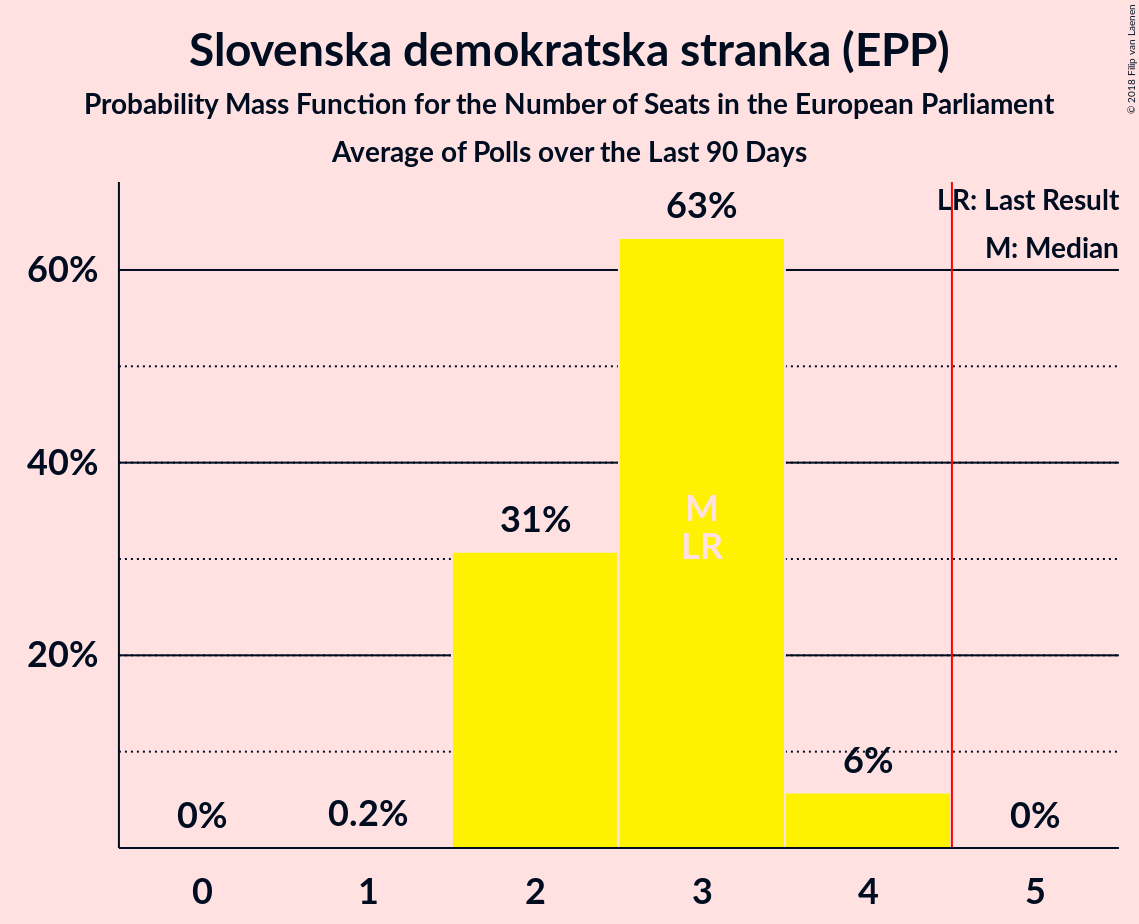 Slovenska demokratska stranka (EPP)
Probability Mass Function for the Number of Seats in the European Parliament
Average of Polls over the Last 90 Days
© 2018 Filip van Laenen
LR: Last Result
M: Median
63%
60%
40%
31%
M
LR
20%
6%
0%
0.2%
0%
0
1
2
3
4
5